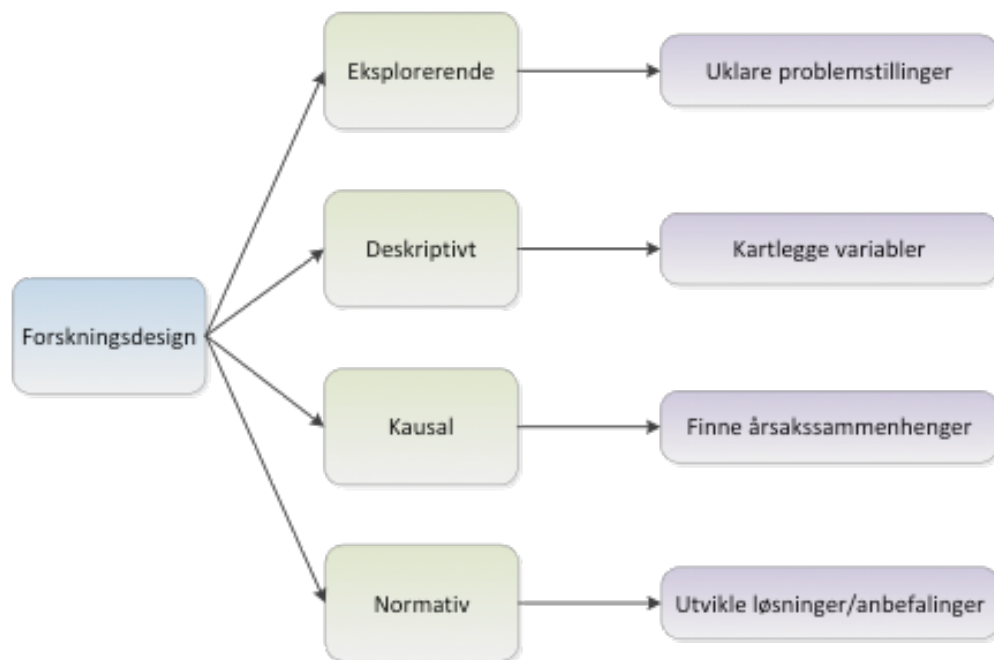 Eksplorerende
Uklare problemstillinger
Deskriptivt
Kartlegge variabler
Forskningsdesign
Kausal
Finne årsakssammenhenger
Normativ
Utvikle løsninger/anbefalinger